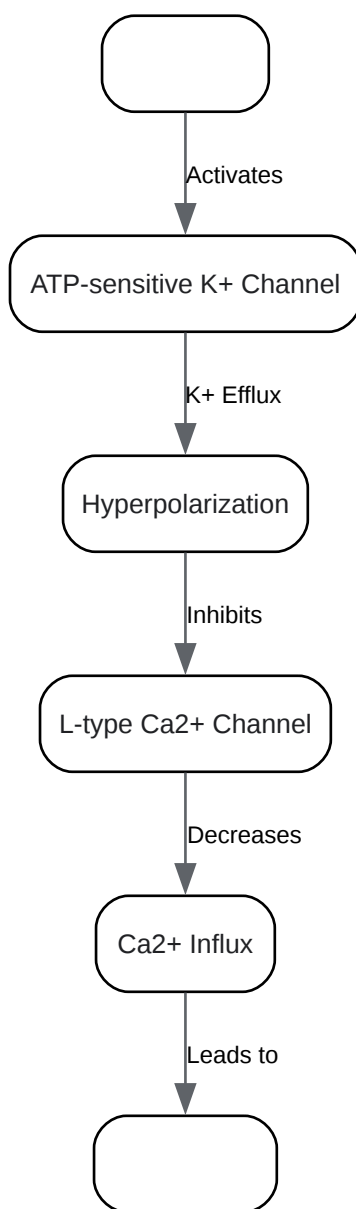 Activates
ATP-sensitive K+ Channel
K+ Efflux
Hyperpolarization
Inhibits
L-type Ca2+ Channel
Decreases
Ca2+ Influx
Leads to